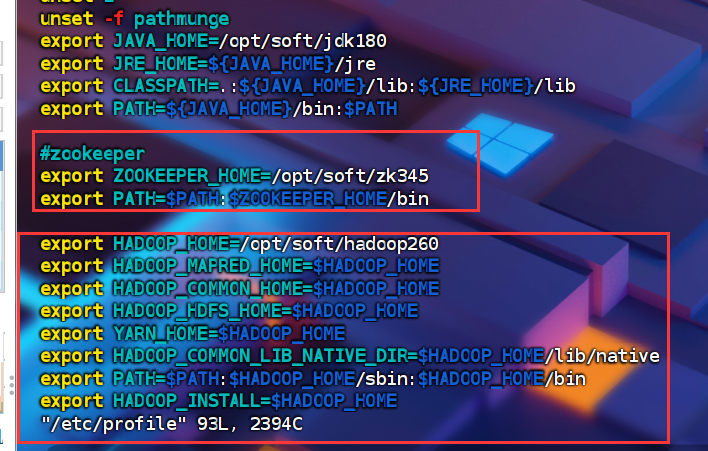 unset -f pathmunge
export JAVA_HOME=/opt/soft/jdk180
export JRE_HOME=${JAVA_HOME}/jre
export CLASSPATH=.:${JAVA_HOME}/lib:${JRE_HOME}/lib
export PATH=${JAVA_HOME}/bin:$PATH
#zookeeper
export ZOOKEEPER_HOME=/opt/soft/zk345
export PATH=$PATH:$ZOOKEEPER_HOME/bin
export HADOOP_HOME=/opt/soft/hadoop260
export HADOOP_MAPRED_HOME=$HADOOP_HOME
export HADOOP_COMMON_HOME=$HADOOP_HOME
export HADOOP_HDFS_HOME=$HADOOP_HOME
export YARN_HOME=$HADOOP_HOME
export HADOOP_COMMON_LIB_NATIVE_DIR=$HADOOP_HOME/lib/native
export PATH=$PATH:$HADOOP_HOME/sbin:$HADOOP_HOME/bin
export HADOOP_INSTALL=$HADOOP_HOME
"/etc/profile" 93L, 2394C